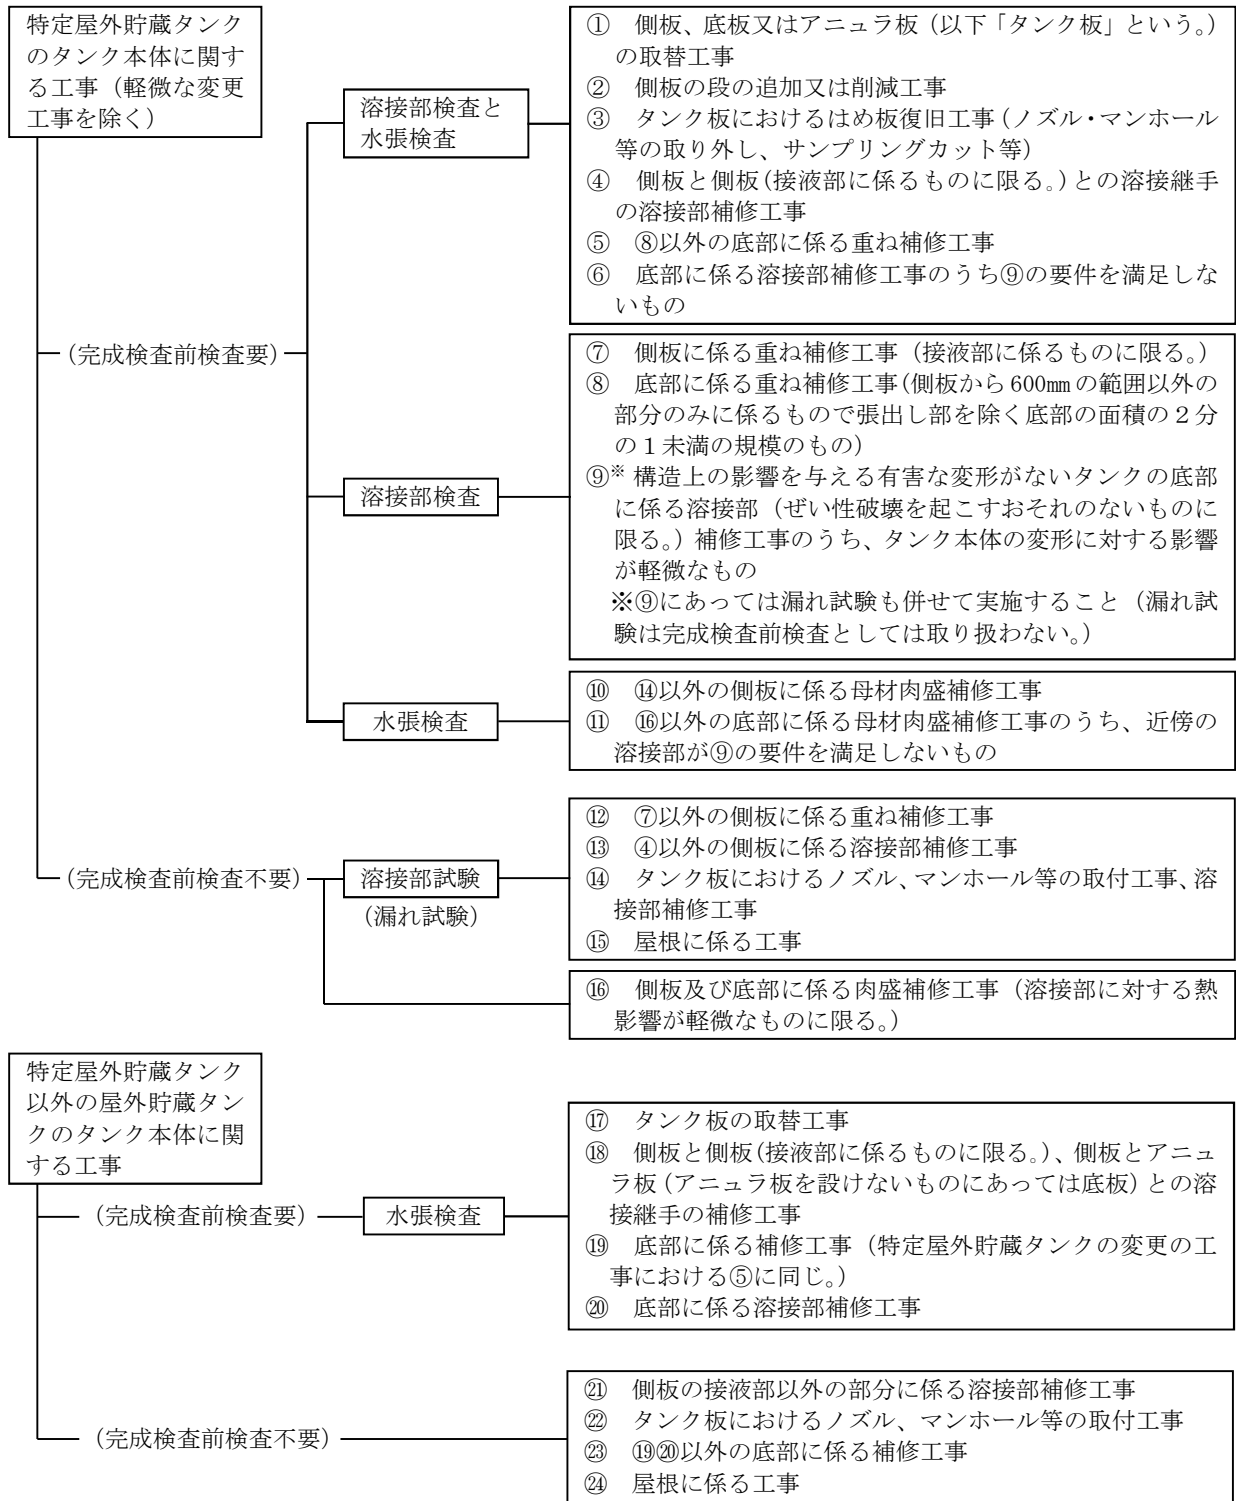 特定屋外貯蔵タンク
のタンク本体に関す
る工事（軽微な変更
工事を除く）
（完成検査前検査要）
溶接部検査と
水張検査
① 側板、底板又はアニュラ板（以下「タンク板」という。）
の取替工事
② 側板の段の追加又は削減工事
③ タンク板におけるはめ板復旧工事（ノズル・マンホール
等の取り外し、サンプリングカット等）
④ 側板と側板（接液部に係るものに限る。）との溶接継手
の溶接部補修工事
⑤ ⑧以外の底部に係る重ね補修工事
⑥ 底部に係る溶接部補修工事のうち⑨の要件を満足しな
いもの
溶接部検査
⑦ 側板に係る重ね補修工事（接液部に係るものに限る。）
⑧ 底部に係る重ね補修工事（側板から600㎜の範囲以外の
部分のみに係るもので張出し部を除く底部の面積の２分
の１未満の規模のもの）
⑨※ 構造上の影響を与える有害な変形がないタンクの底部
に係る溶接部（ぜい性破壊を起こすおそれのないものに
限る。）補修工事のうち、タンク本体の変形に対する影響
が軽微なもの
※⑨にあっては漏れ試験も併せて実施すること（漏れ試
験は完成検査前検査としては取り扱わない。）
水張検査
⑩ ⑭以外の側板に係る母材肉盛補修工事
⑪ ⑯以外の底部に係る母材肉盛補修工事のうち、近傍の
溶接部が⑨の要件を満足しないもの
（完成検査前検査不要）
溶接部試験
（漏れ試験）
⑫ ⑦以外の側板に係る重ね補修工事
⑬ ④以外の側板に係る溶接部補修工事
⑭ タンク板におけるノズル、マンホール等の取付工事、溶
接部補修工事
⑮ 屋根に係る工事
⑯ 側板及び底部に係る肉盛補修工事（溶接部に対する熱
影響が軽微なものに限る。）
特定屋外貯蔵タンク
以外の屋外貯蔵タン
クのタンク本体に関
する工事
（完成検査前検査要）
水張検査
⑰ タンク板の取替工事
⑱ 側板と側板（接液部に係るものに限る。）、側板とアニュ
ラ板（アニュラ板を設けないものにあっては底板）との溶
接継手の補修工事
⑲ 底部に係る補修工事（特定屋外貯蔵タンクの変更の工
事における⑤に同じ。）
⑳ 底部に係る溶接部補修工事
（完成検査前検査不要）
㉑ 側板の接液部以外の部分に係る溶接部補修工事
㉒ タンク板におけるノズル、マンホール等の取付工事
㉓ ⑲⑳以外の底部に係る補修工事
㉔ 屋根に係る工事